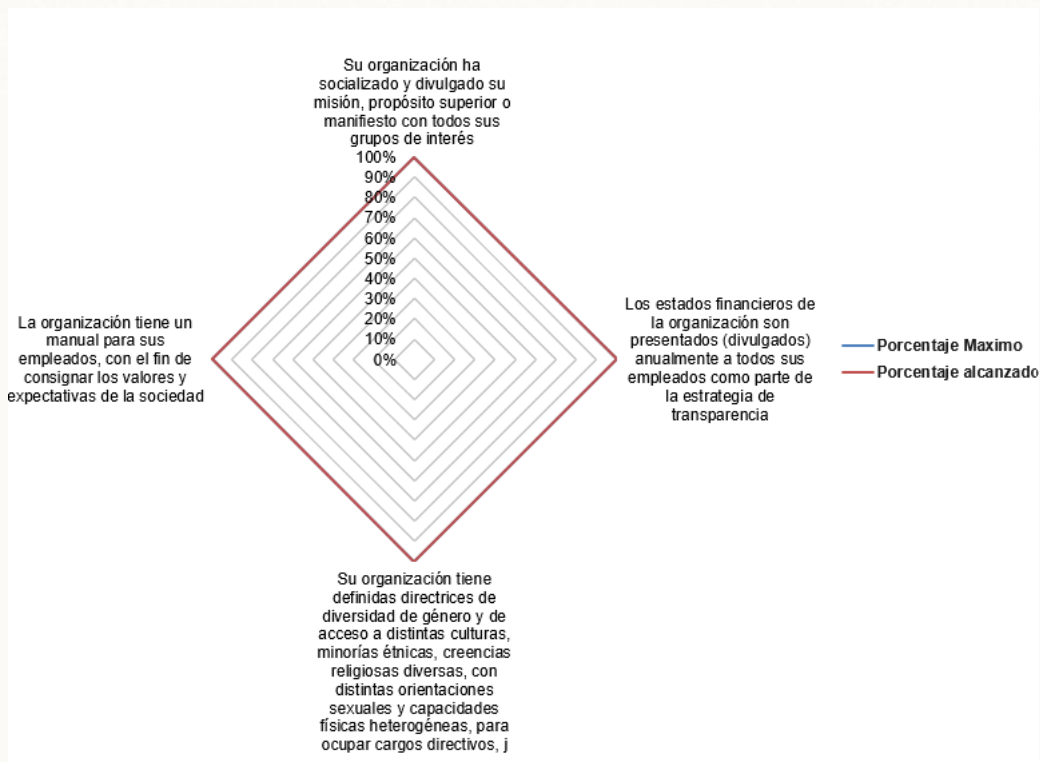 Su organización ha
socializado y divulgado su
misión, propósito superior o
manifiesto con todos sus
grupos de interés
100%
90%
80%
70%
60%
50%
40%
30%
20%
10%
0%
La organización tiene un
manual para sus
empleados, con el fin de
consignar los valores y
expectativas de la sociedad
Los estados financieros de
la organización son
presentados (divulgados)
anualmente a todos sus
empleados como parte de
la estrategia de
transparencia
Porcentaje Maximo
Porcentaje alcanzado
Su organización tiene
definidas directrices de
diversidad de género y de
acceso a distintas culturas,
minorías étnicas, creencias
religiosas diversas, con
distintas orientaciones
sexuales y capacidades
físicas heterogéneas, para
ocupar cargos directivos, j